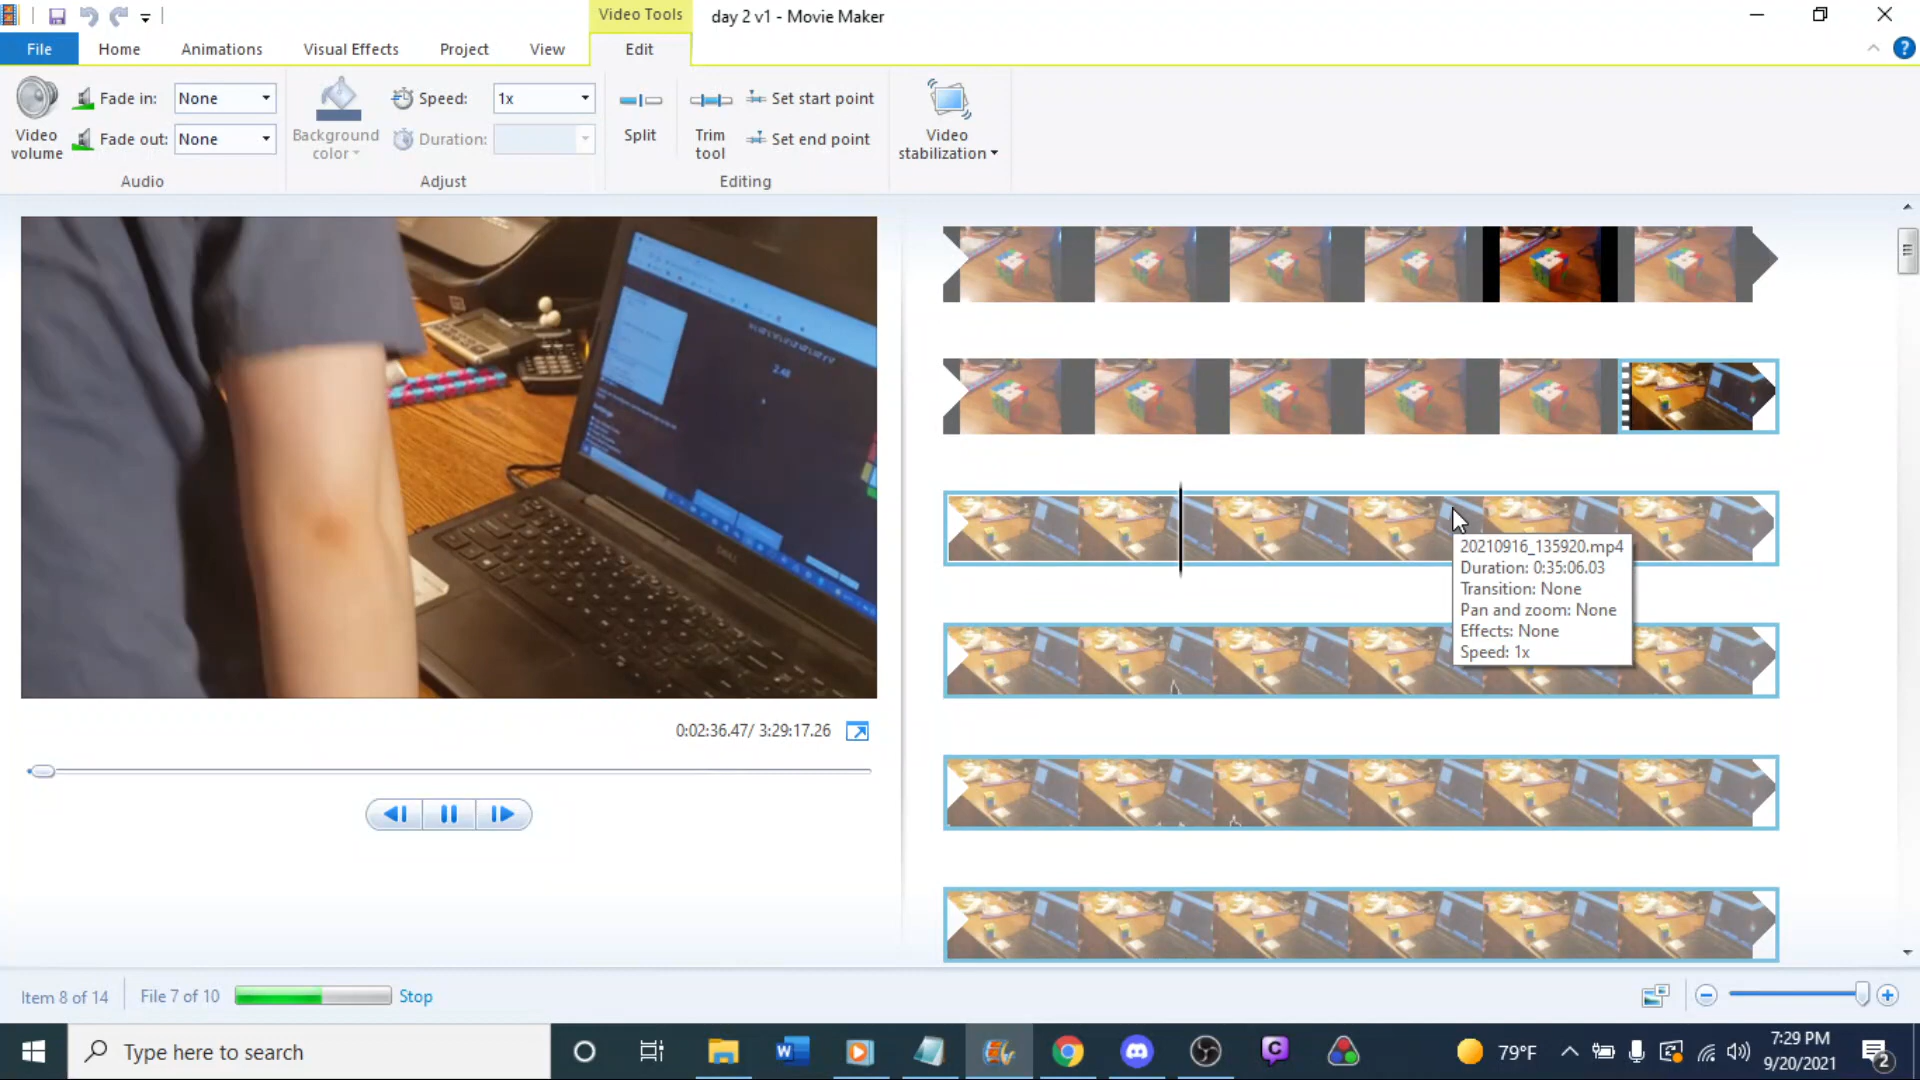 Video Tools
day 2 v1 - Movie Maker
File
Home
Animations
Visual Effects
Project
View
Edit
Video volume
Fade in:
None
Fade out:
None
Audio
Background color
Speed:
1x
Duration:
Adjust
Split
Trim tool
Set start point
Set end point
Editing
Video stabilization
2.48
DELL
0:02:36.47/ 3:29:17.26
20210916_135920.mp4
Duration: 0:35:06.03
Transition: None
Pan and zoom: None
Effects: None
Speed: 1x
Item 8 of 14
File 7 of 10
Stop
Type here to search
79°F
7:29 PM
9/20/2021
2